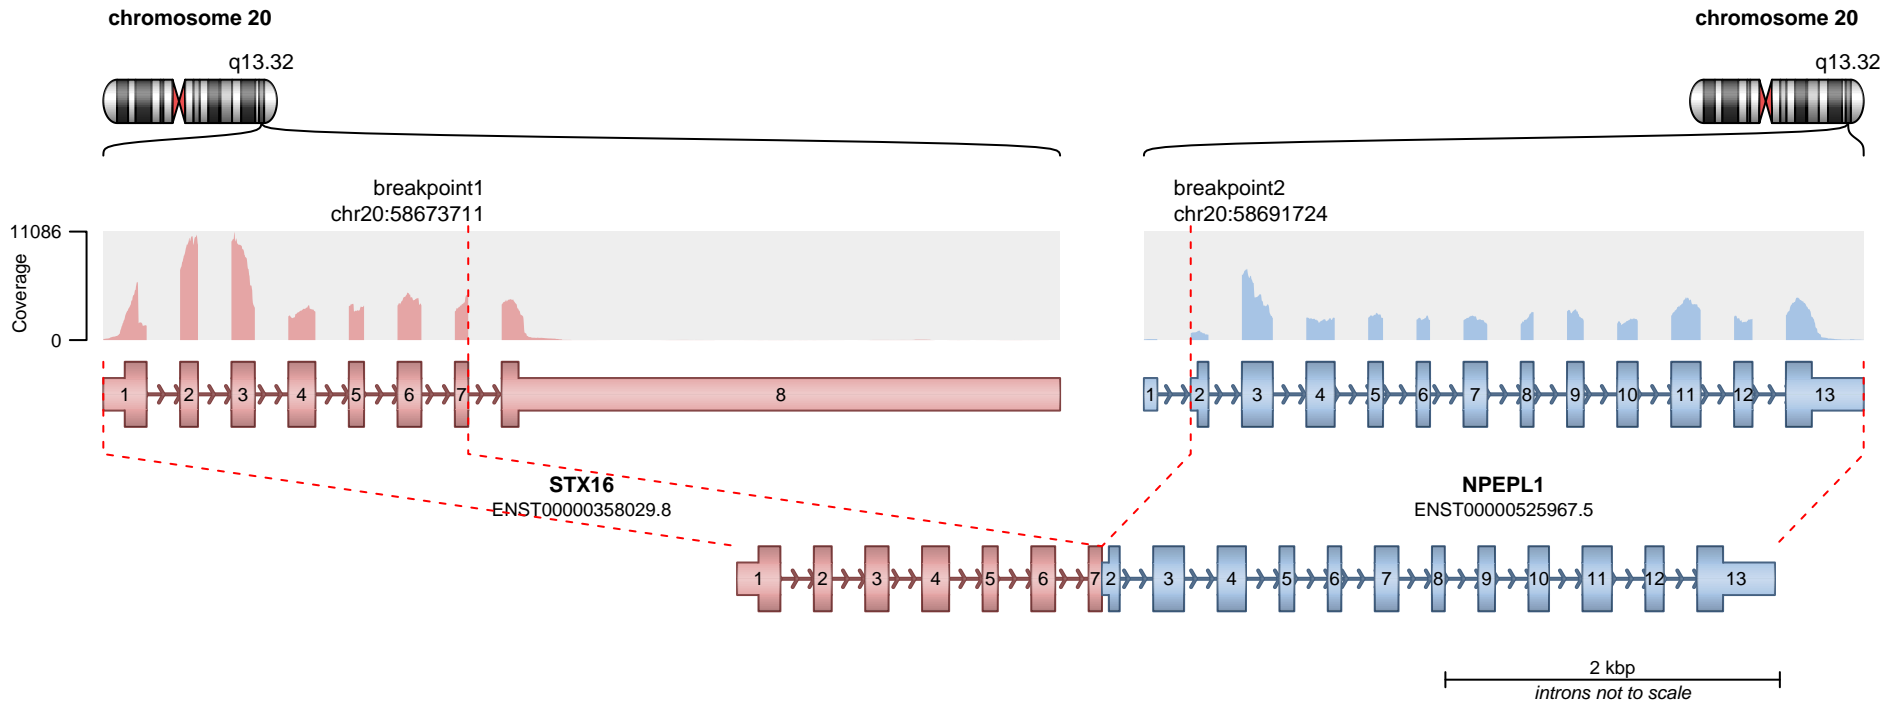 chromosome 20
chromosome 20
q13.32
q13.32
breakpoint1
chr20:58673711
breakpoint2
chr20:58691724
11086
Coverage
0
1 2 3 4 5 6 7 8
1 2 3 4 5 6 7 8 9 10 11 12 13
STX16
ENST00000358029.8
NPEPL1
ENST00000525967.5
1 2 3 4 5 6 7 2 3 4 5 6 7 8 9 10 11 12 13
2 kbp
introns not to scale